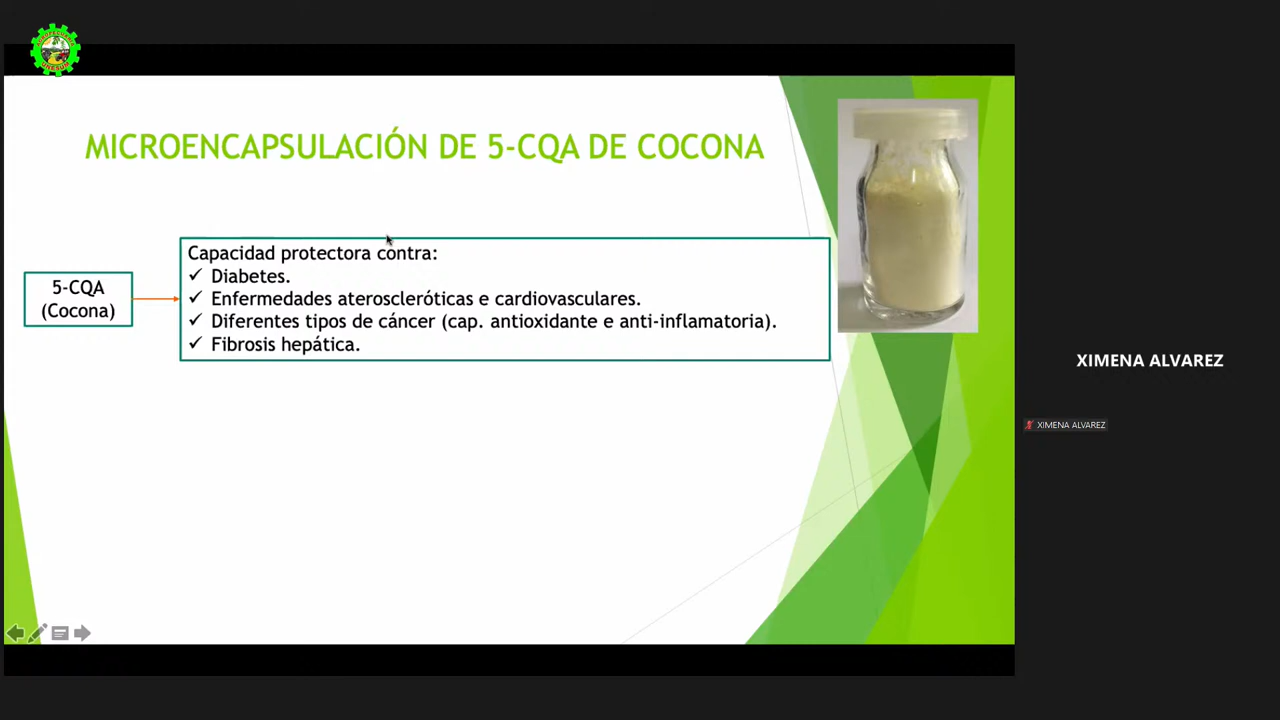 MICROENCAPSULACIÓN DE 5-CQA DE COCONA
5-CQA
(Cocona)
Capacidad protectora contra:
✓ Diabetes.
✓ Enfermedades ateroscleróticas e cardiovasculares.
✓ Diferentes tipos de cáncer (cap. antioxidante e anti-inflamatoria).
✓ Fibrosis hepática.
XIMENA ALVAREZ
XIMENA ALVAREZ